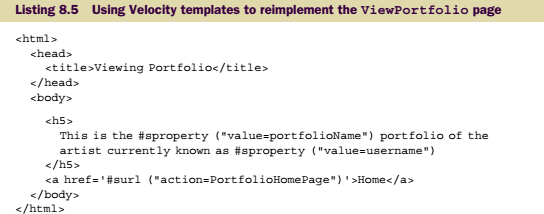 Listing 8.5 Using Velocity templates to reimplement the ViewPortfolio page
<html>
<head>
<title>Viewing Portfolio</title>
</head>
<body>
<h5>
This is the #sproperty ("value=portfolioName") portfolio of the
artist currently known as #sproperty ("value=username")
</h5>
<a href='#surl ("action=PortfolioHomePage")'>Home</a>
</body>
</html>